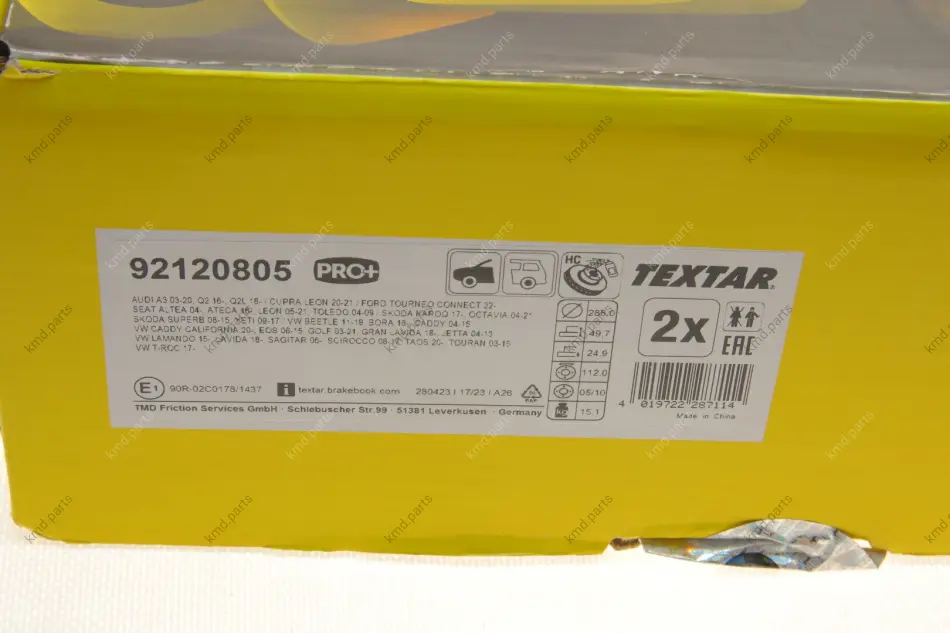 92120805 PRO+
AUDI A3 03-20, Q2 16-, Q2L 18- / CUPRA LEON 20-21 / FORD TOURNEO CONNECT 22-
SEAT ALTEA 04-, ATECA 16-, LEON 05-21, TOLEDO 04-09 / SKODA KAROQ 17-, OCTAVIA 04-21
SKODA SUPERB 08-15, YETI 09-17 / VW BEETLE 11-19, BORA 18-, CADDY 04-15
VW CADDY CALIFORNIA 20-, EOS 06-15, GOLF 03-21, GRAN LAVIDA 18-, JETTA 04-15
VW LAMANDO 15-, LAVIDA 18-, SAGITAR 06-, SCIROCCO 08-17, TAOS 20-, TOURAN 03-15
VW T-ROC 17-
E1 90R-02C0178/1437
i textar.brakebook.com
280423 I 17/23 I A26
TMD Friction Services GmbH · Schlebuscher Str.99 · 51381 Leverkusen · Germany
HC
288.0
49.7
24.9
112.0
05/10
KG 15.1
TEXTAR
2x
EAC
4 019722 287114
Made in China
kmd.parts